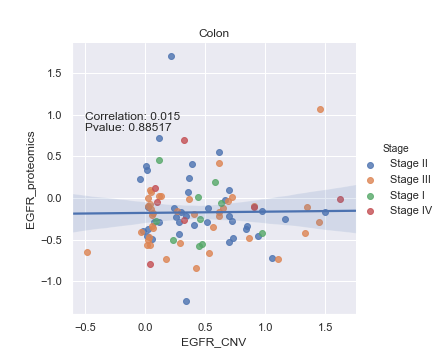 Colon
1.5
1.0
0.5
0.0
−0.5
−1.0
EGFR_proteomics
Correlation: 0.015
Pvalue: 0.88517
−0.5
0.0
0.5
1.0
1.5
EGFR_CNV
Stage
Stage II
Stage III
Stage I
Stage IV